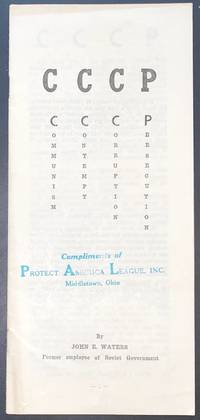 C C C P
COMMUNISM
CONTEMPT
CORRUPTION
PERSECUTION
Compliments of
PROTECT AMERICA LEAGUE, INC.
Middletown, Ohio
By
JOHN E. WATERS
Former employee of Soviet Government
— 1 —